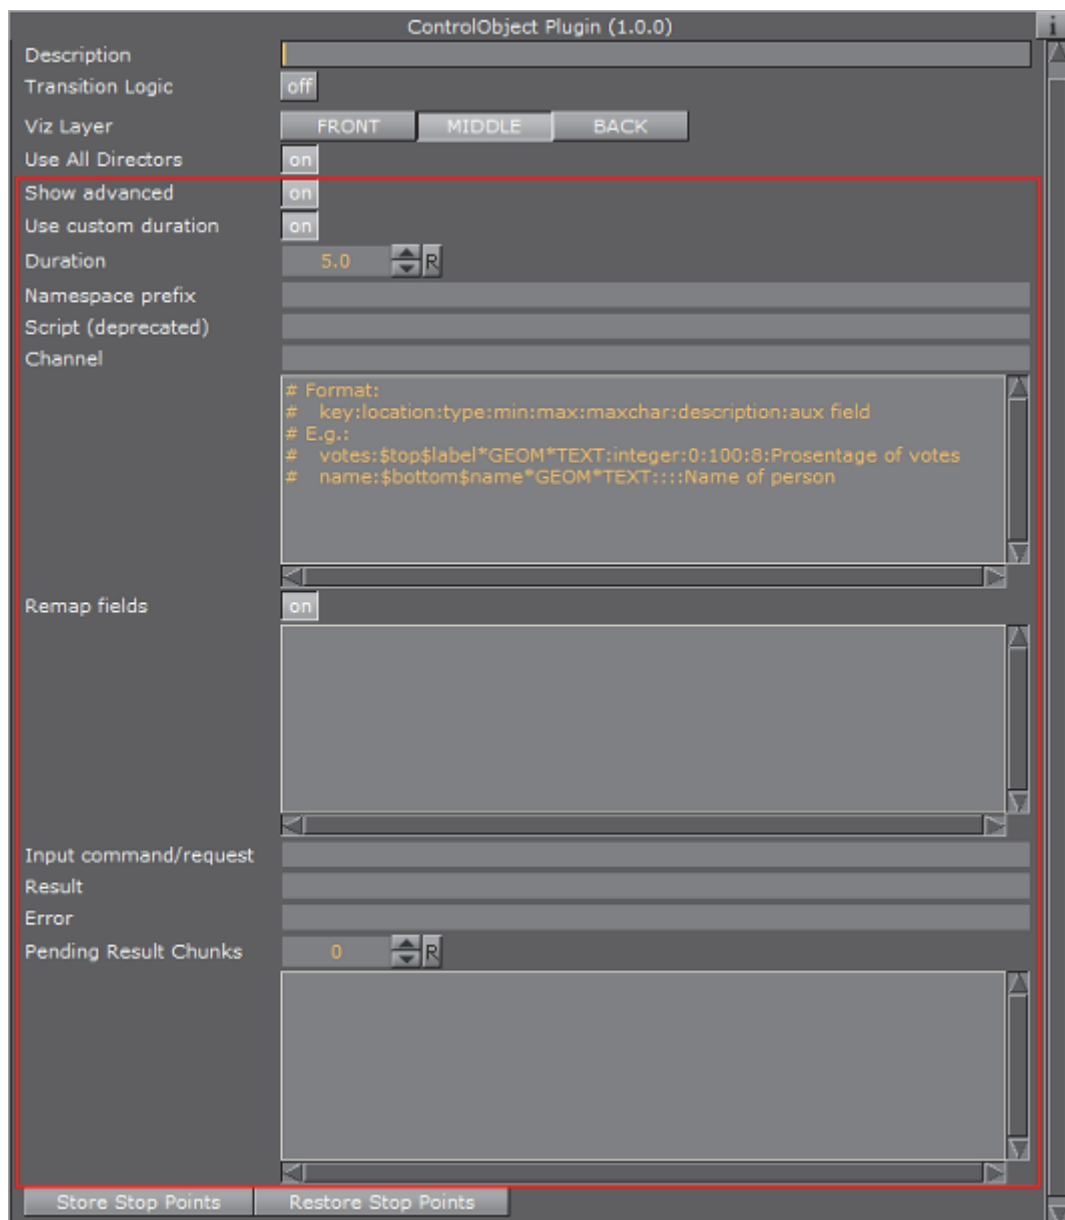 ControlObject Plugin (1.0.0) i
Description
Transition Logic off
Viz Layer FRONT MIDDLE BACK
Use All Directors on
Show advanced on
Use custom duration on
Duration 5.0 R
Namespace prefix
Script (deprecated)
Channel
# Format:
#   key:location:type:min:max:maxchar:description:aux field
# E.g.:
#   votes:$top$label*GEOM*TEXT:integer:0:100:8:Prosentage of votes
#   name:$bottom$name*GEOM*TEXT::::Name of person
Remap fields on
Input command/request
Result
Error
Pending Result Chunks 0 R
Store Stop Points Restore Stop Points